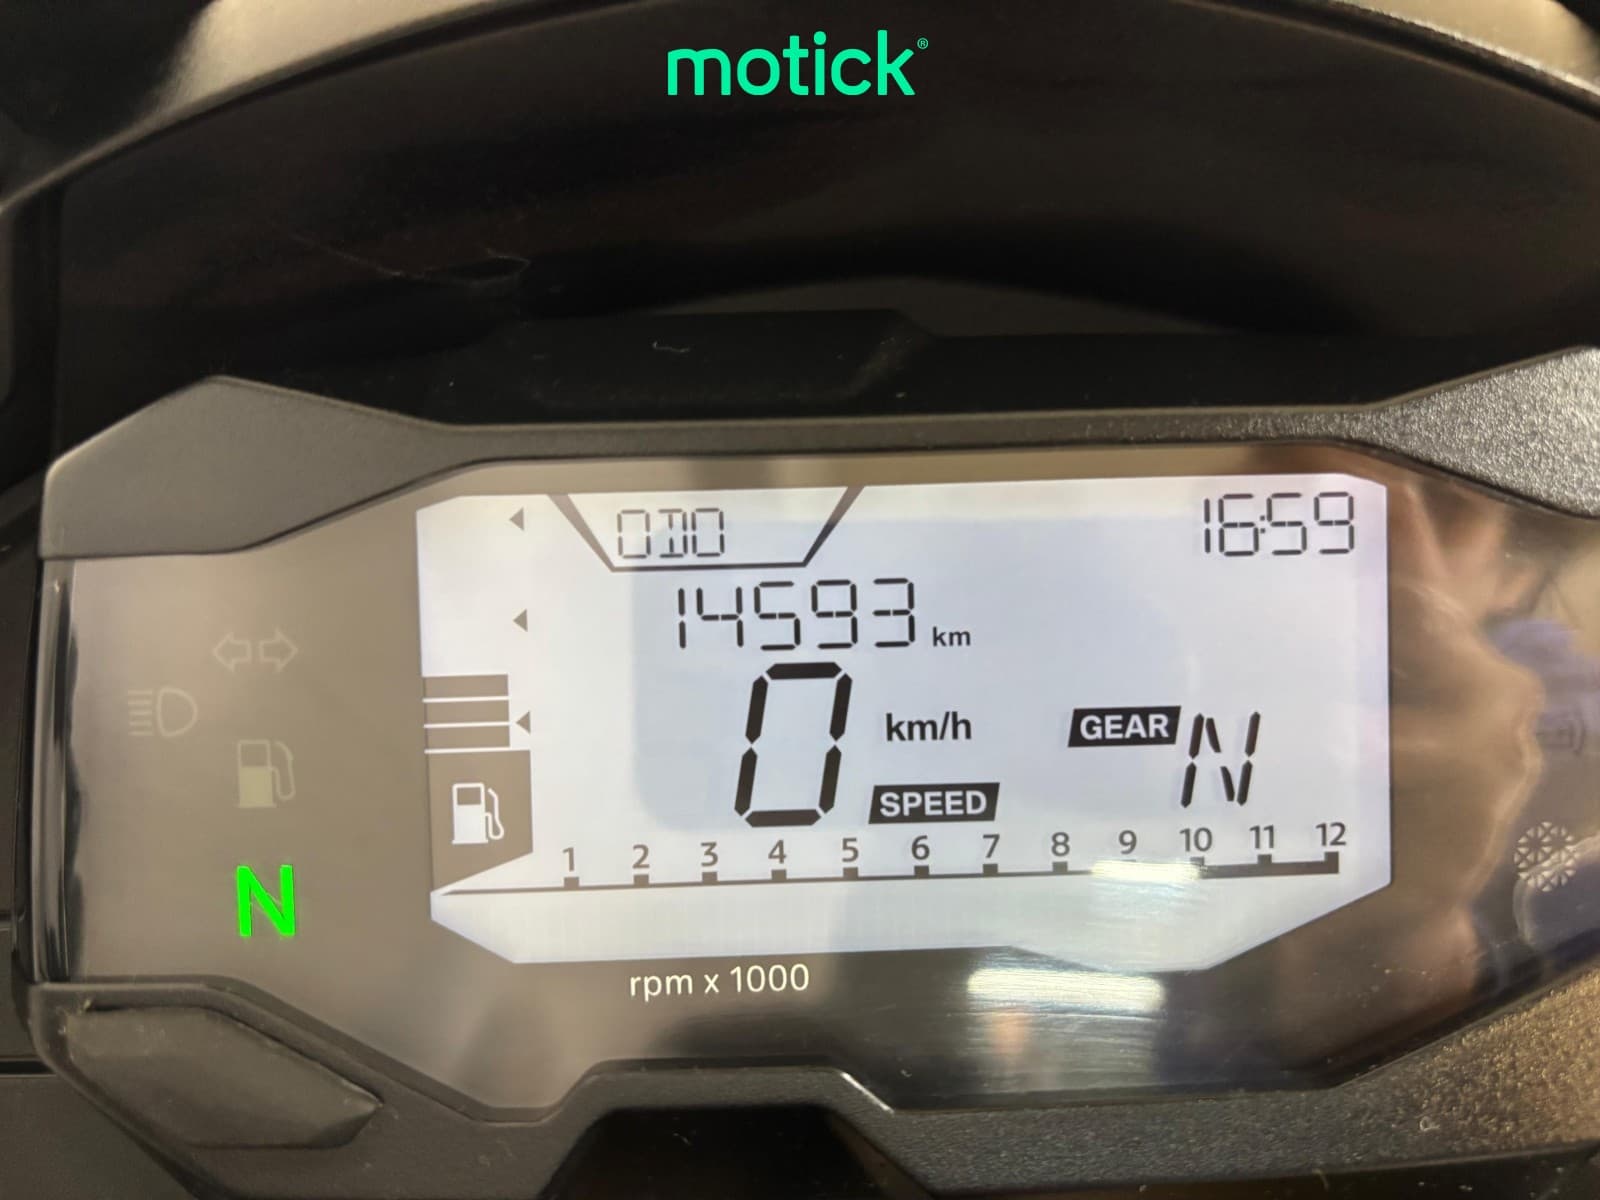 motick®
ODO
16:59
14593 km
0 km/h
GEAR N
SPEED
1 2 3 4 5 6 7 8 9 10 11 12
N
rpm x 1000